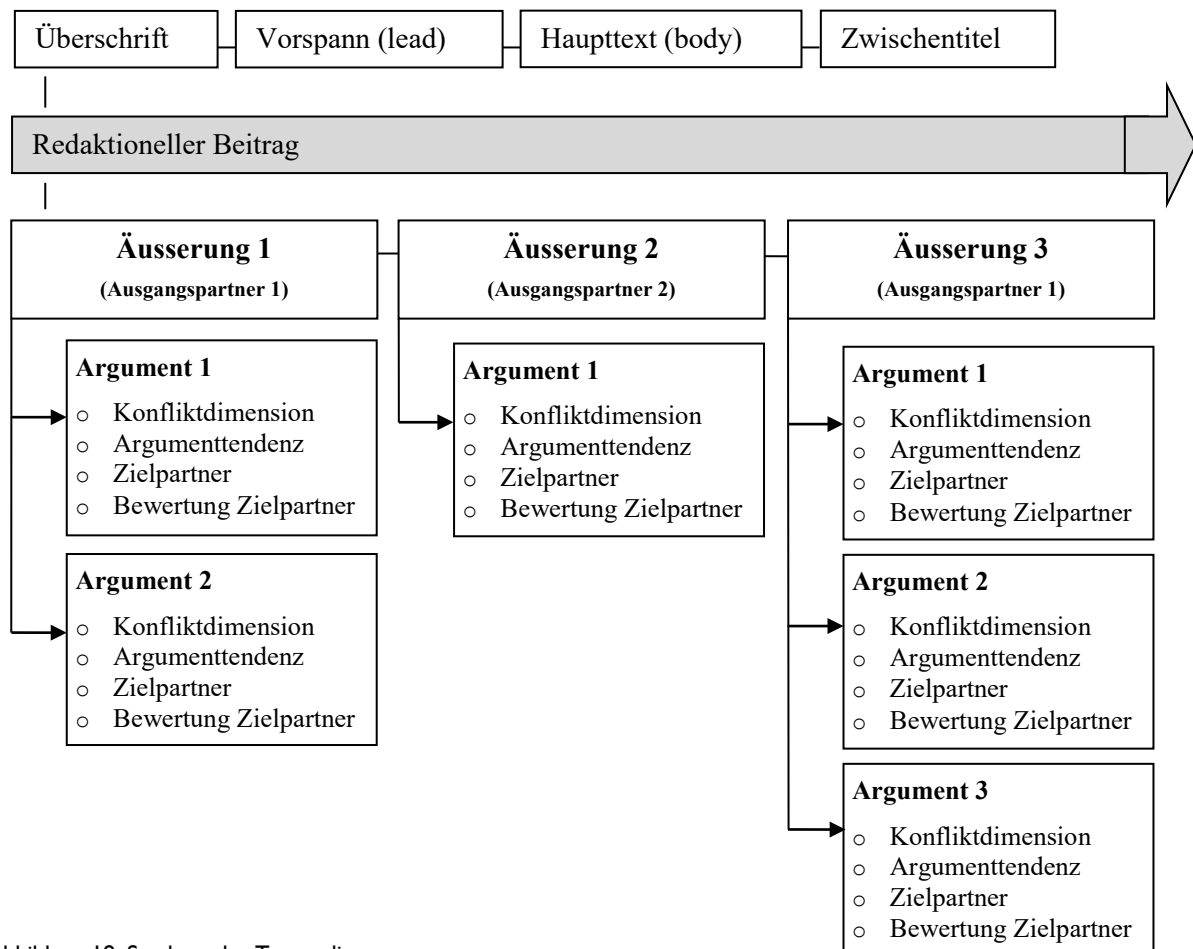 Überschrift
Vorspann (lead)
Haupttext (body)
Zwischentitel
Redaktioneller Beitrag
Äusserung 1
(Ausgangspartner 1)
Argument 1
o Konfliktdimension
o Argumenttendenz
o Zielpartner
o Bewertung Zielpartner
Argument 2
o Konfliktdimension
o Argumenttendenz
o Zielpartner
o Bewertung Zielpartner
Äusserung 2
(Ausgangspartner 2)
Argument 1
o Konfliktdimension
o Argumenttendenz
o Zielpartner
o Bewertung Zielpartner
Äusserung 3
(Ausgangspartner 1)
Argument 1
o Konfliktdimension
o Argumenttendenz
o Zielpartner
o Bewertung Zielpartner
Argument 2
o Konfliktdimension
o Argumenttendenz
o Zielpartner
o Bewertung Zielpartner
Argument 3
o Konfliktdimension
o Argumenttendenz
o Zielpartner
o Bewertung Zielpartner